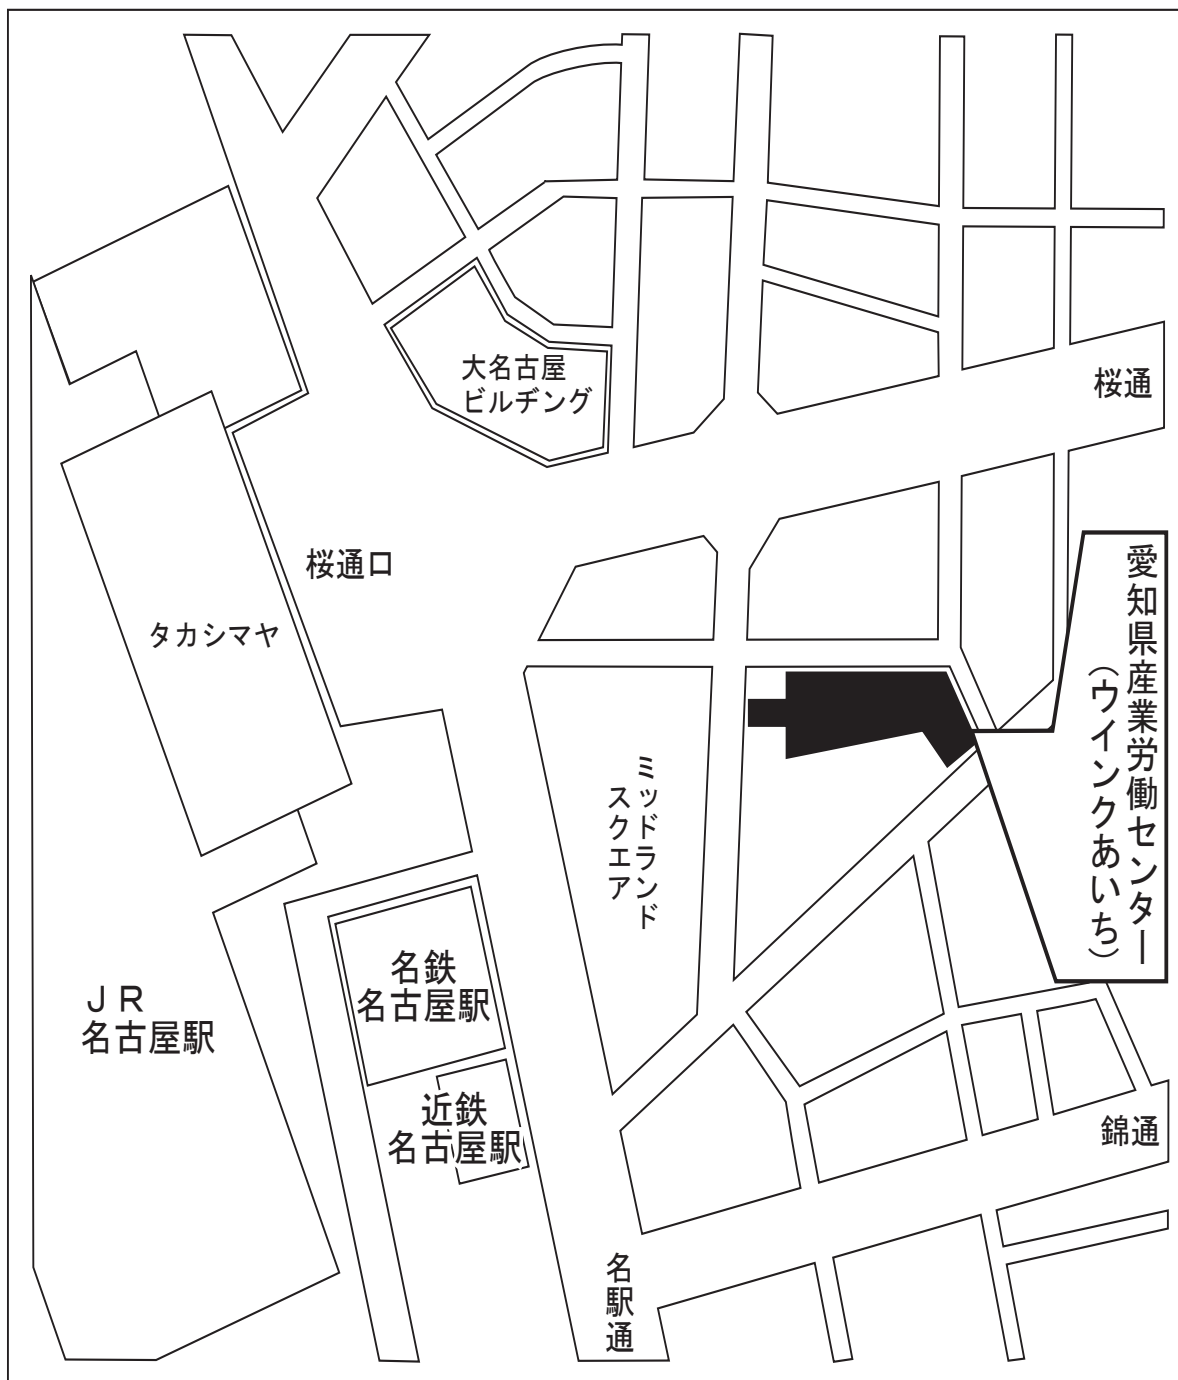 大名古屋
ビルヂング
桜通
桜通口
タカシマヤ
愛知県産業労働センター
（ウインクあいち）
ミッドランド
スクエア
名鉄
名古屋駅
ＪＲ
名古屋駅
近鉄
名古屋駅
錦通
名駅通